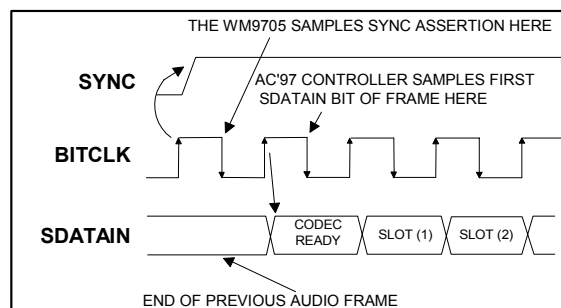 THE WM9705 SAMPLES SYNC ASSERTION HERE
SYNC
AC'97 CONTROLLER SAMPLES FIRST
SDATAIN BIT OF FRAME HERE
BITCLK
SDATAIN
CODEC
READY
SLOT (1)
SLOT (2)
END OF PREVIOUS AUDIO FRAME